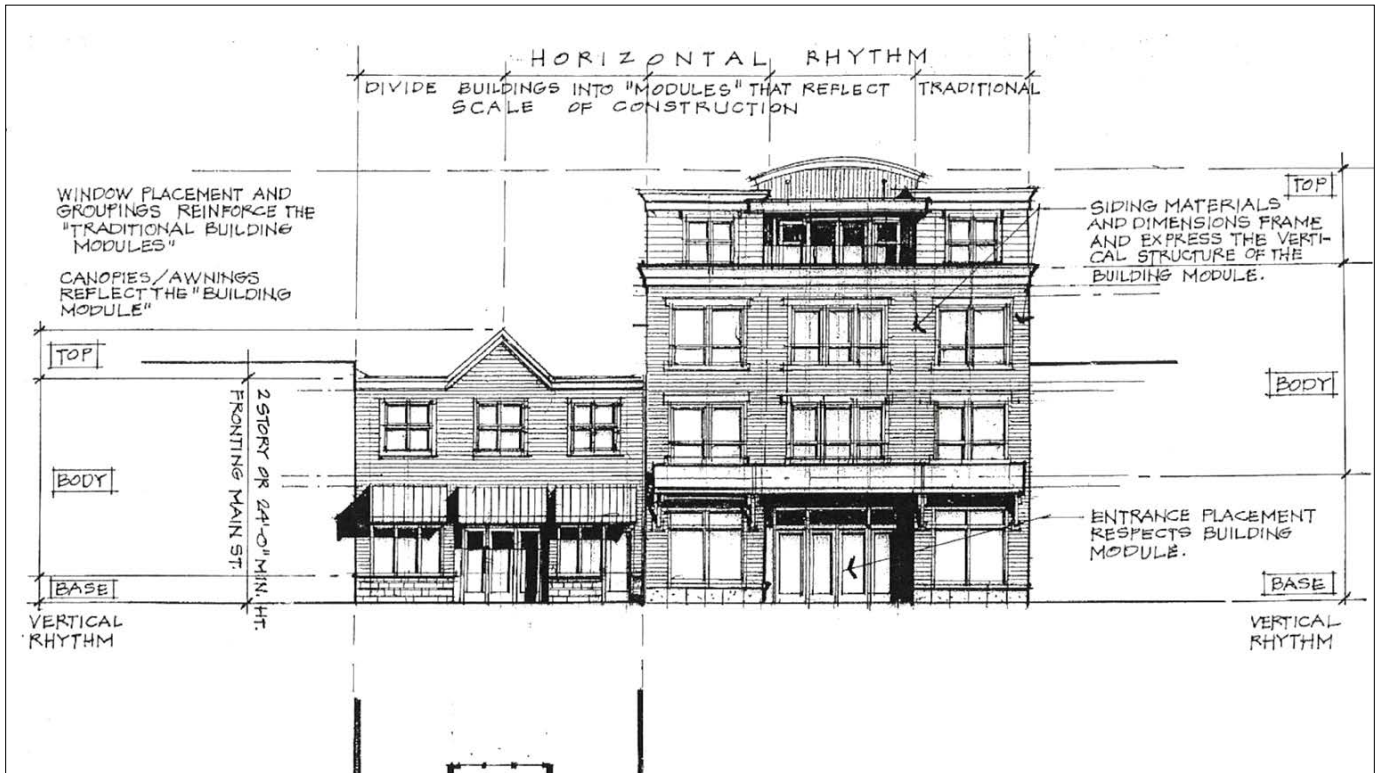 HORIZONTAL RHYTHM
DIVIDE BUILDINGS INTO "MODULES" THAT REFLECT TRADITIONAL
SCALE OF CONSTRUCTION
WINDOW PLACEMENT AND
GROUPINGS REINFORCE THE
"TRADITIONAL BUILDING
MODULES"
CANOPIES/AWNINGS
REFLECT THE "BUILDING
MODULE"
TOP
BODY
BASE
VERTICAL
RHYTHM
2 STORY OR 24'-0" MIN. HT.
FRONTING MAIN ST.
TOP
SIDING MATERIALS
AND DIMENSIONS FRAME
AND EXPRESS THE VERTI-
CAL STRUCTURE OF THE
BUILDING MODULE.
BODY
ENTRANCE PLACEMENT
RESPECTS BUILDING
MODULE.
BASE
VERTICAL
RHYTHM